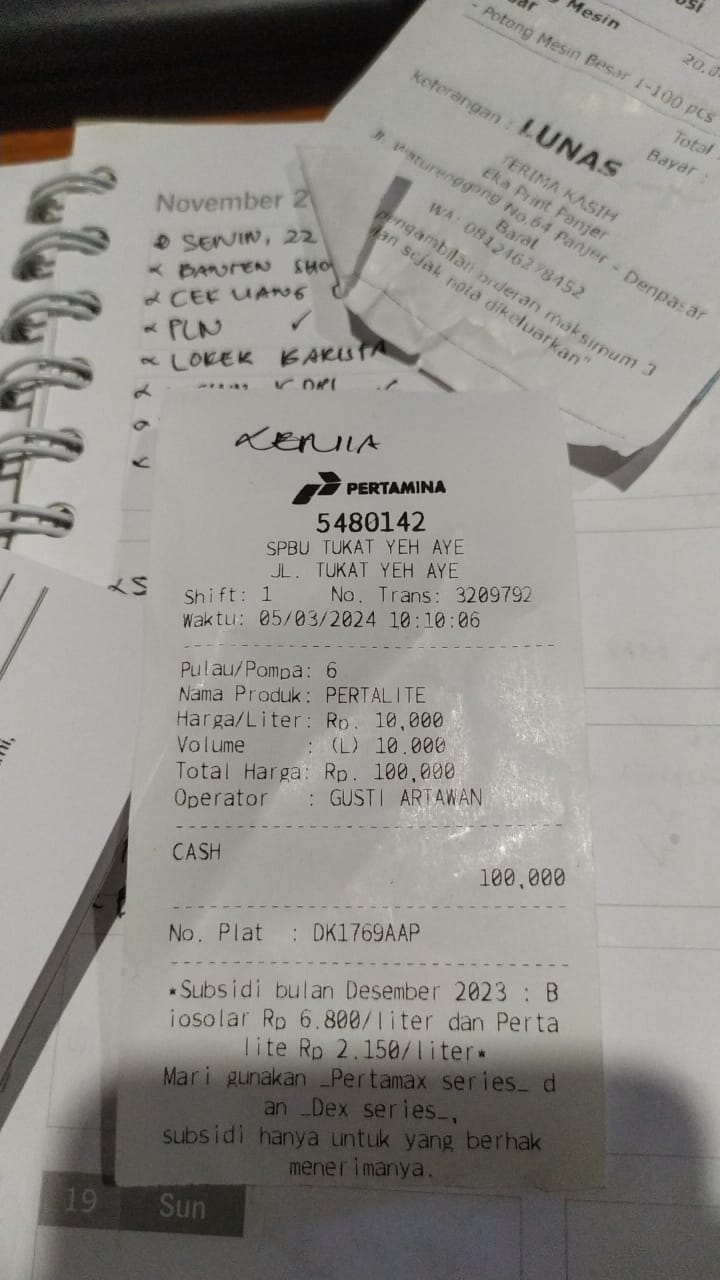 Mesin
- Potong Mesin Besar 1-100 pcs
Total
Bayar :
Keterangan : LUNAS
TERIMA KASIH
Eka Print Panjer
Jl. Waturenggong No.64 Panjer - Denpasar
Barat
WA: 081246278452
pengambilan orderan maksimum 3
sejak nota dikeluarkan"
November 2
SENIN, 22
BANTEN SHO
CEK UANG
PLN ✓
LOKER BARISTA
PERTAMINA
5480142
SPBU TUKAT YEH AYE
JL. TUKAT YEH AYE
Shift: 1 No. Trans: 3209792
Waktu: 05/03/2024 10:10:06
Pulau/Pompa: 6
Nama Produk: PERTALITE
Harga/Liter: Rp. 10,000
Volume : (L) 10.000
Total Harga: Rp. 100,000
Operator : GUSTI ARTAWAN
CASH
100,000
No. Plat : DK1769AAP
*Subsidi bulan Desember 2023 : B
iosolar Rp 6.800/liter dan Perta
lite Rp 2.150/liter*
Mari gunakan _Pertamax series_ d
an _Dex series_,
subsidi hanya untuk yang berhak
menerimanya.
19 Sun